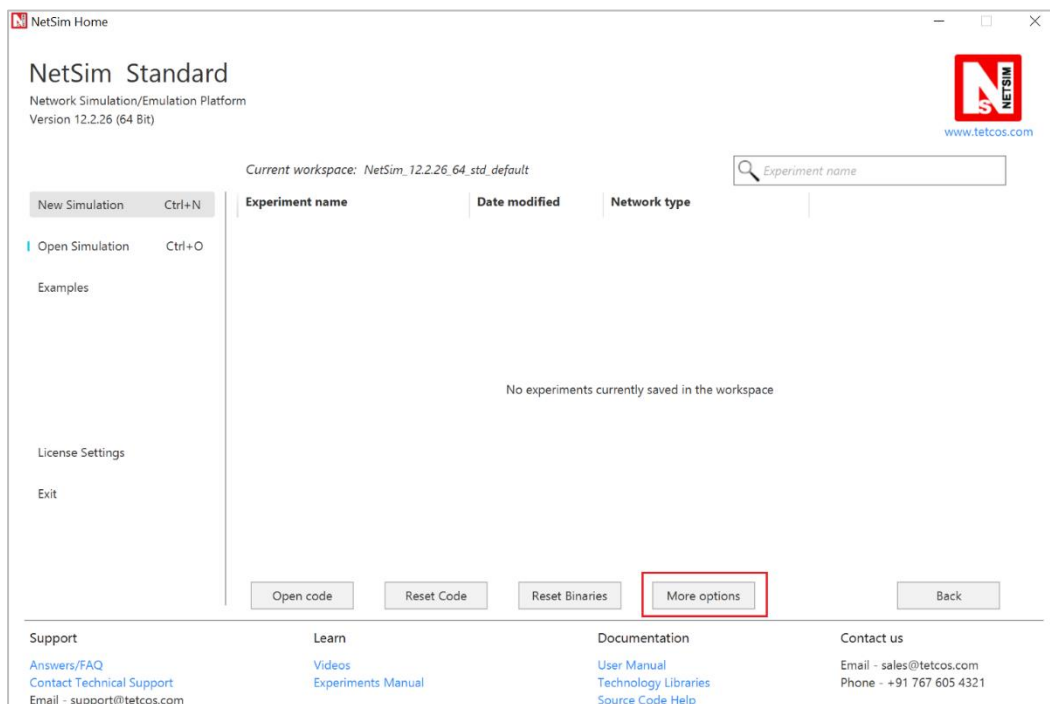 NetSim Home
NetSim Standard
Network Simulation/Emulation Platform
Version 12.2.26 (64 Bit)
NS NETSIM
www.tetcos.com
Current workspace: NetSim_12.2.26_64_std_default
Experiment name
New Simulation Ctrl+N
Experiment name Date modified Network type
Open Simulation Ctrl+O
Examples
No experiments currently saved in the workspace
License Settings
Exit
Open code Reset Code Reset Binaries More options Back
Support Learn Documentation Contact us
Answers/FAQ Videos User Manual Email - sales@tetcos.com
Contact Technical Support Experiments Manual Technology Libraries Phone - +91 767 605 4321
Email - support@tetcos.com Source Code Help